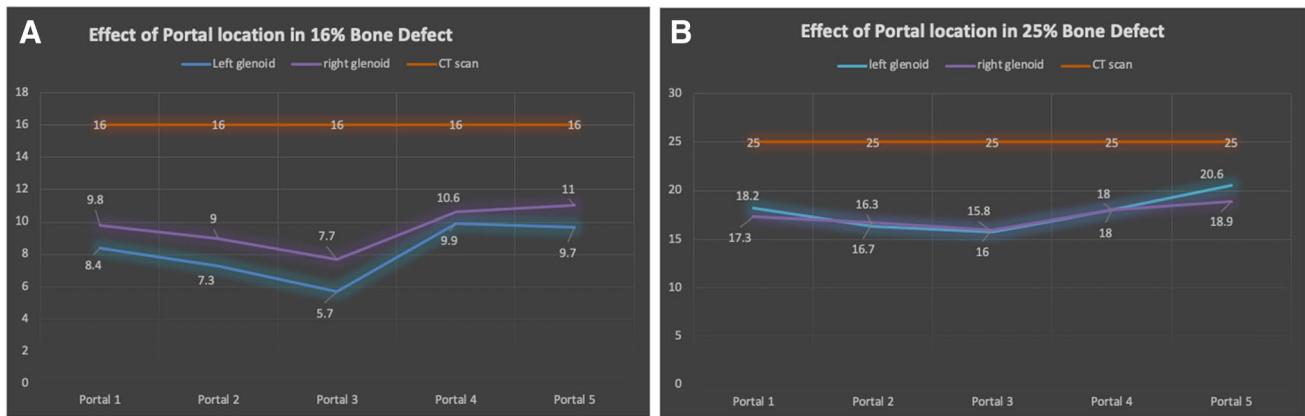 A
Effect of Portal location in 16% Bone Defect
Left glenoid right glenoid CT scan
18
16 16 16 16 16 16
14
12
10.6 11
9.8
10 9
9.9 9.7
7.7
8
8.4
7.3
6
5.7
4
2
0
Portal 1 Portal 2 Portal 3 Portal 4 Portal 5
B
Effect of Portal location in 25% Bone Defect
left glenoid right glenoid CT scan
30
25 25 25 25 25 25
20.6
20
18.2 18
16.3 15.8
18.9
17.3 18
16.7 16
15
10
5
0
Portal 1 Portal 2 Portal 3 Portal 4 Portal 5